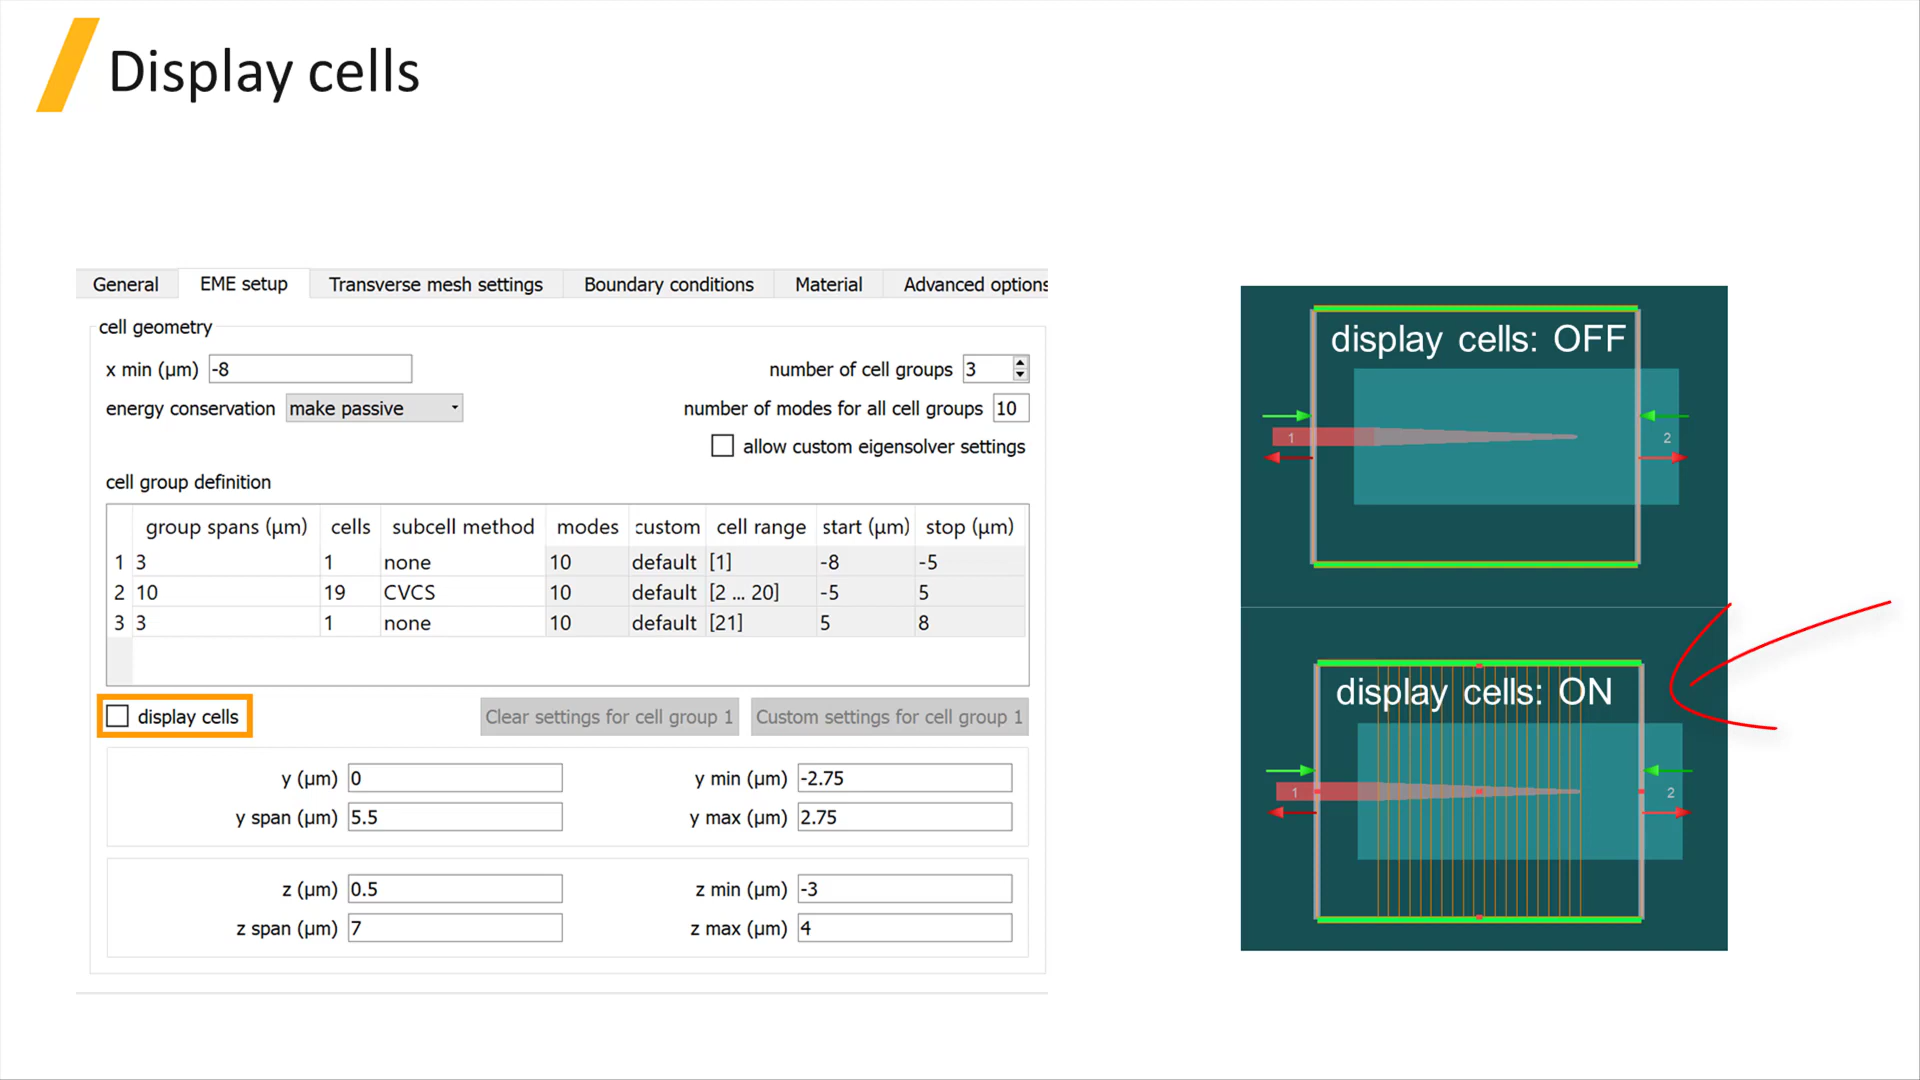 Display cells
General EME setup Transverse mesh settings Boundary conditions Material Advanced options
cell geometry
x min (µm) -8 number of cell groups 3
energy conservation make passive number of modes for all cell groups 10
allow custom eigensolver settings
cell group definition
group spans (µm) cells subcell method modes custom cell range start (µm) stop (µm)
1 3 1 none 10 default [1] -8 -5
2 10 19 CVCS 10 default [2 ... 20] -5 5
3 3 1 none 10 default [21] 5 8
display cells Clear settings for cell group 1 Custom settings for cell group 1
y (µm) 0 y min (µm) -2.75
y span (µm) 5.5 y max (µm) 2.75
z (µm) 0.5 z min (µm) -3
z span (µm) 7 z max (µm) 4
display cells: OFF
1 2
display cells: ON
1 2